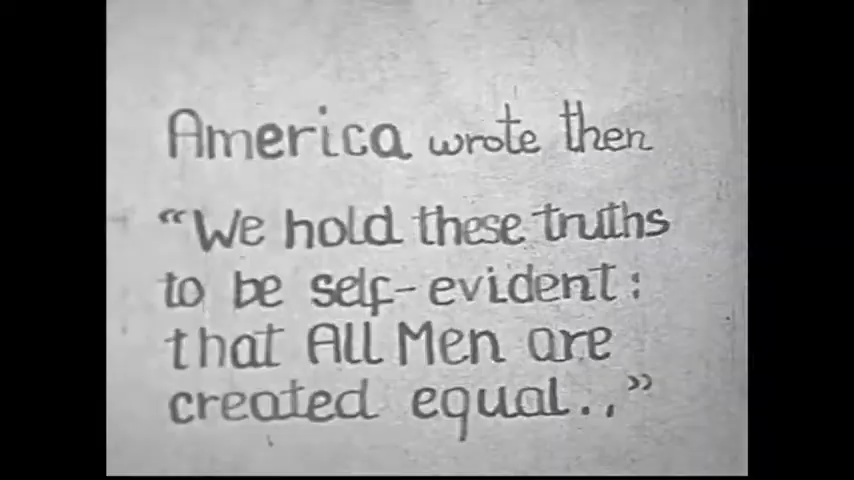 America wrote then
“We hold these truths
to be self-evident:
that All Men are
created equal..”